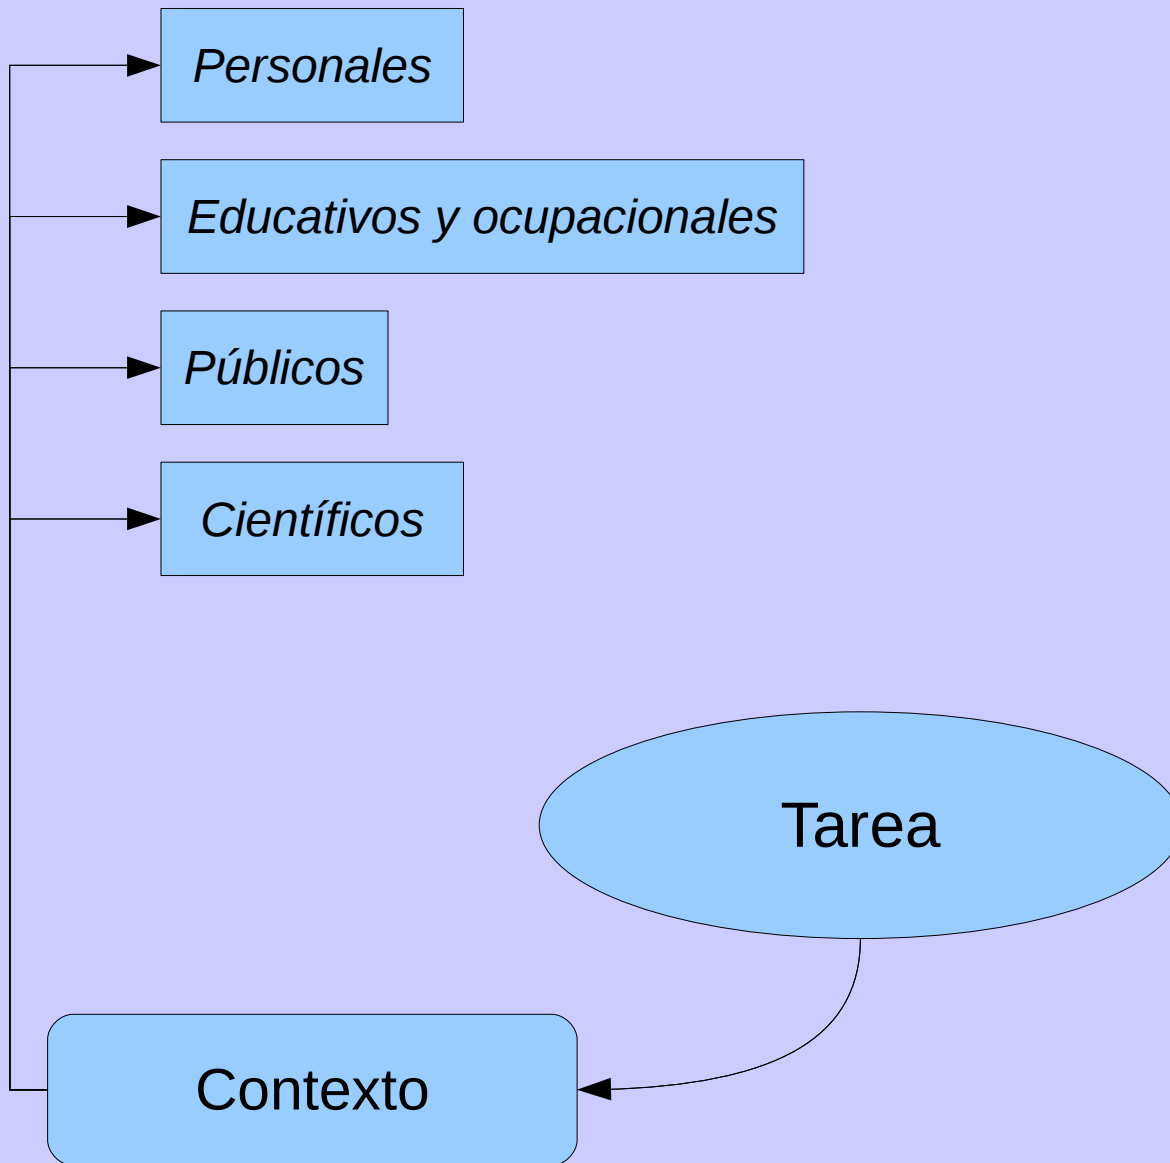 Personales
Educativos y ocupacionales
Públicos
Científicos
Tarea
Contexto